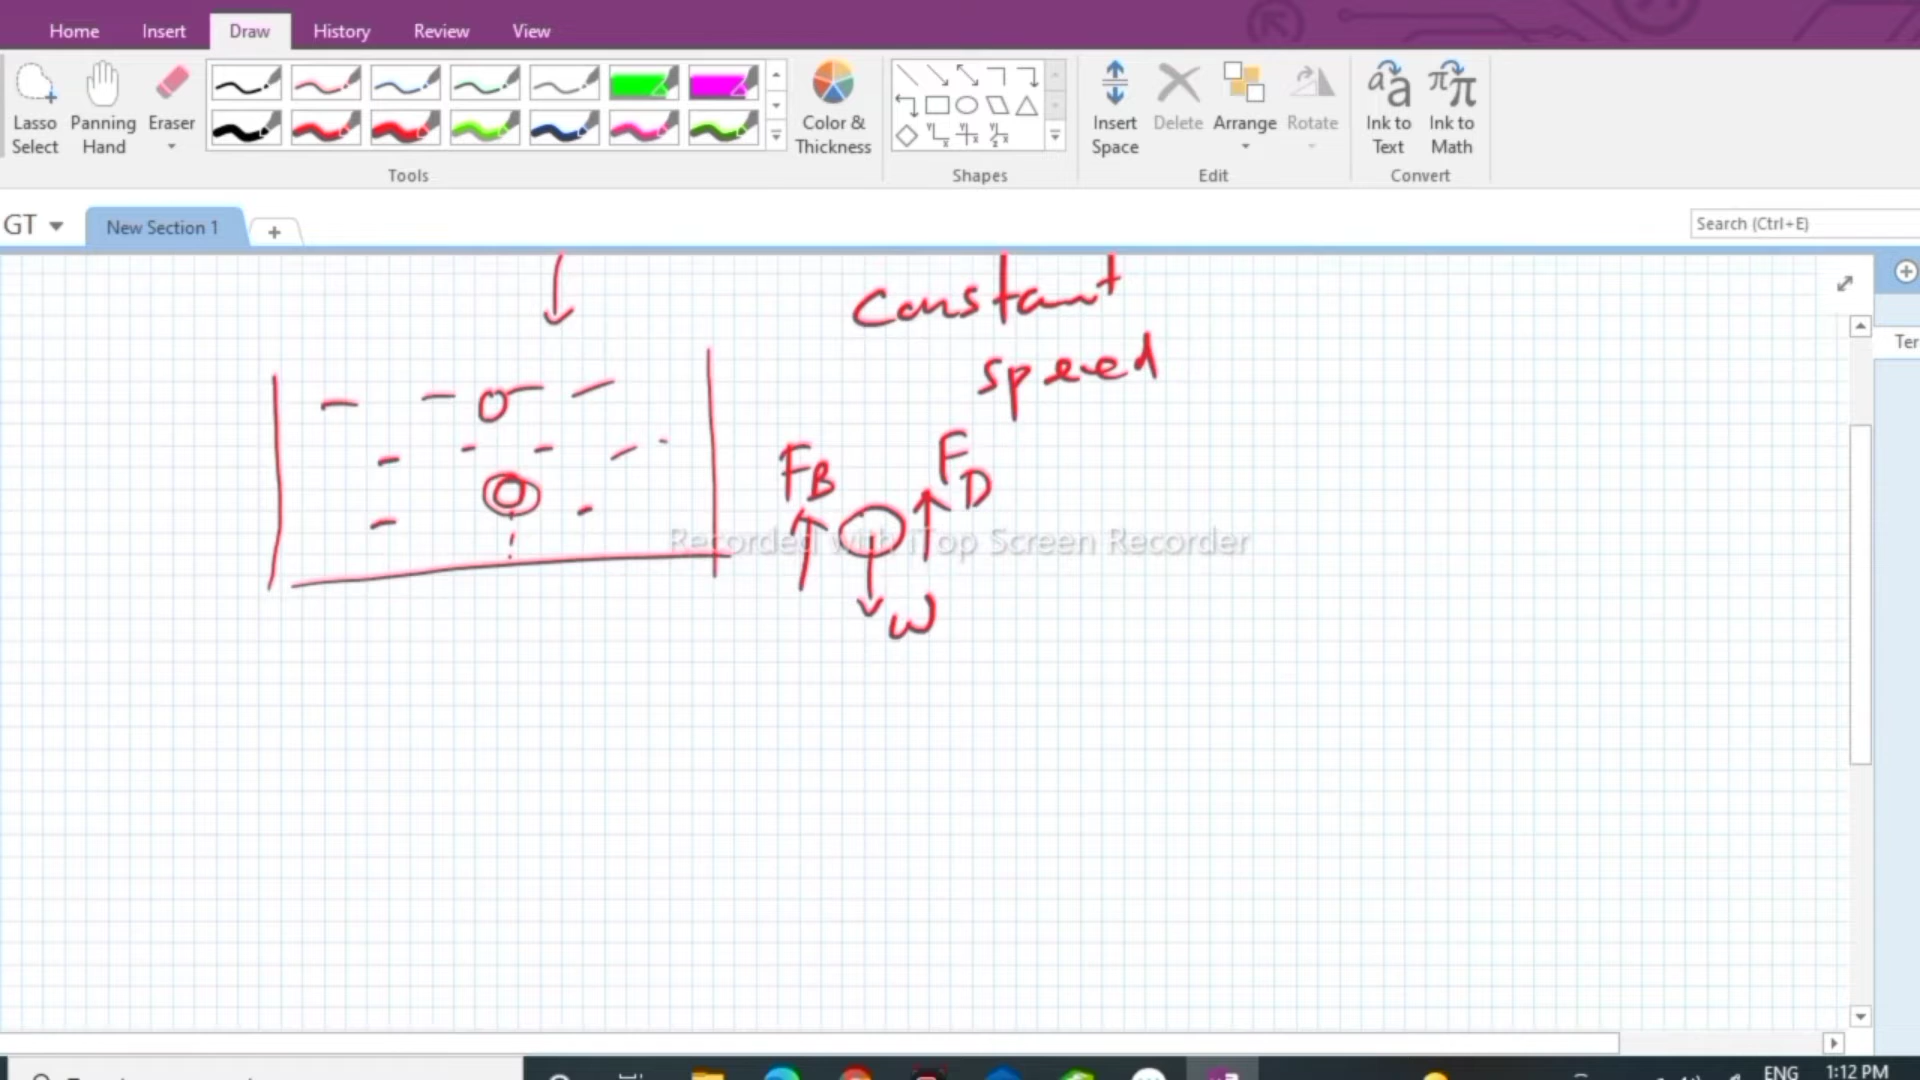 Home Insert Draw History Review View
Lasso Select
Panning Hand
Eraser
Color & Thickness
Insert Space
Delete
Arrange
Rotate
Ink to Text
Ink to Math
Tools Shapes Edit Convert
GT New Section 1 + Search (Ctrl+E)
Ter
constant
speed
FB FD
W
Recorded with iTop Screen Recorder
ENG 1:12 PM